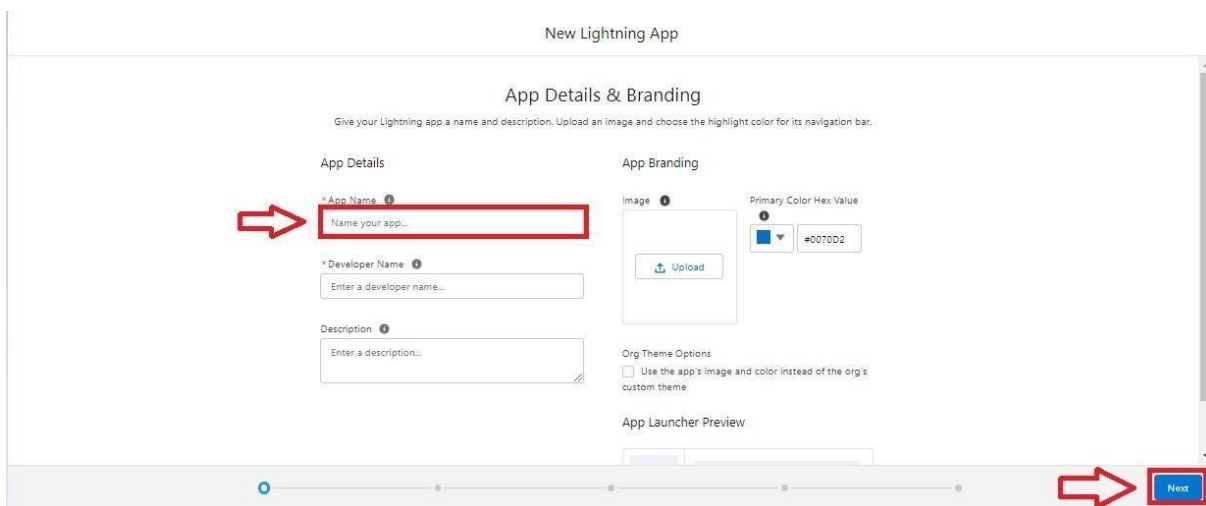 New Lightning App
App Details & Branding
Give your Lightning app a name and description. Upload an image and choose the highlight color for its navigation bar.
App Details
* App Name
Name your app...
* Developer Name
Enter a developer name...
Description
Enter a description...
App Branding
Image
Upload
Primary Color Hex Value
#0070D2
Org Theme Options
Use the app's image and color instead of the org's
custom theme
App Launcher Preview
Next